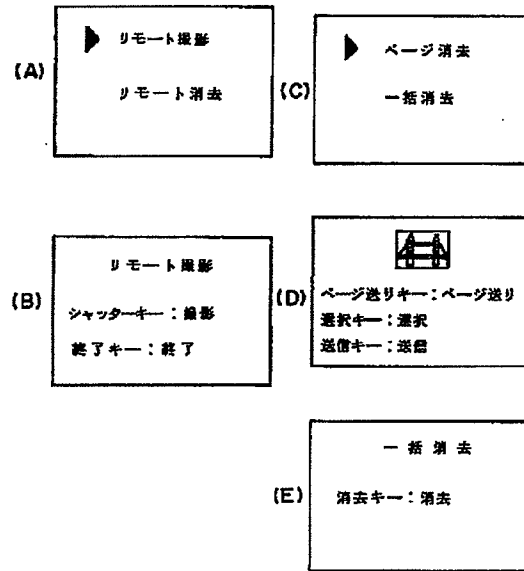 (A)
リモート撮影
リモート消去
(B)
リモート撮影
シャッターキー：撮影
終了キー：終了
(C)
ページ消去
一括消去
(D)
ページ送りキー：ページ送り
選択キー：選択
送信キー：送信
(E)
一括消去
消去キー：消去